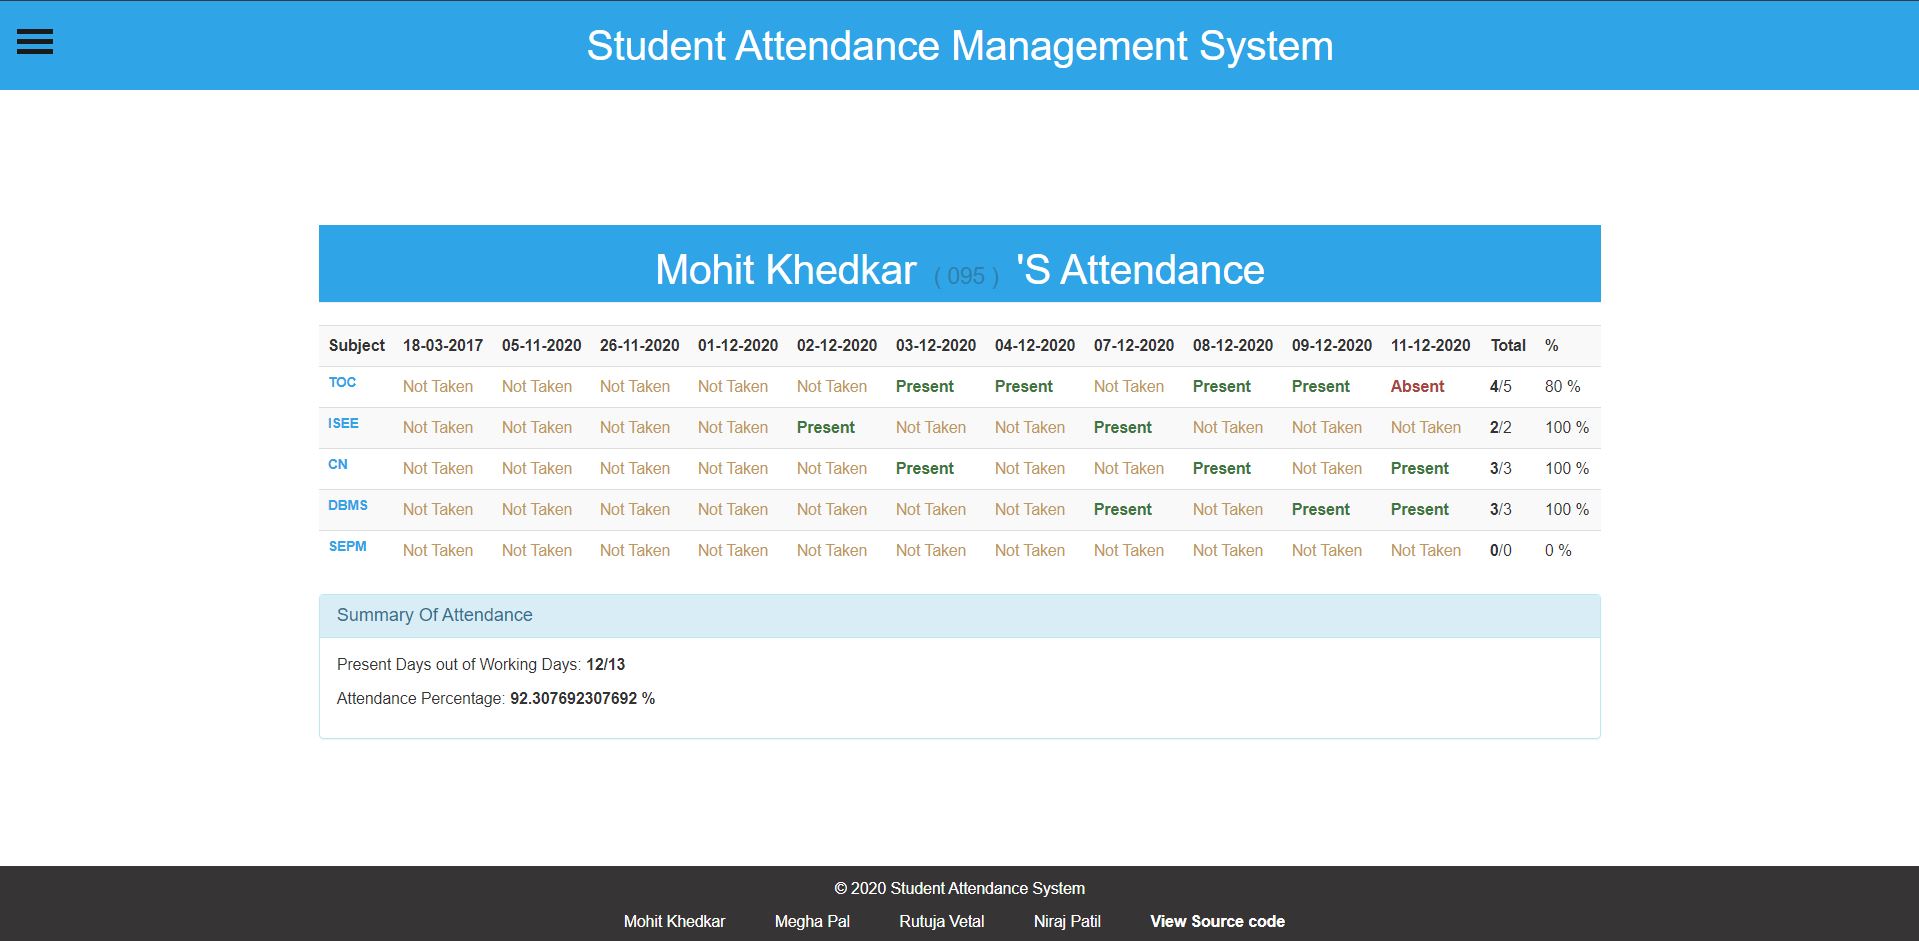 Student Attendance Management System
Mohit Khedkar ( 095 ) 'S Attendance
Subject 18-03-2017 05-11-2020 26-11-2020 01-12-2020 02-12-2020 03-12-2020 04-12-2020 07-12-2020 08-12-2020 09-12-2020 11-12-2020 Total %
TOC Not Taken Not Taken Not Taken Not Taken Not Taken Present Present Not Taken Present Present Absent 4/5 80 %
ISEE Not Taken Not Taken Not Taken Not Taken Present Not Taken Not Taken Present Not Taken Not Taken Not Taken 2/2 100 %
CN Not Taken Not Taken Not Taken Not Taken Not Taken Present Not Taken Not Taken Present Not Taken Present 3/3 100 %
DBMS Not Taken Not Taken Not Taken Not Taken Not Taken Not Taken Not Taken Present Not Taken Present Present 3/3 100 %
SEPM Not Taken Not Taken Not Taken Not Taken Not Taken Not Taken Not Taken Not Taken Not Taken Not Taken Not Taken 0/0 0 %
Summary Of Attendance
Present Days out of Working Days: 12/13
Attendance Percentage: 92.307692307692 %
© 2020 Student Attendance System
Mohit Khedkar Megha Pal Rutuja Vetal Niraj Patil View Source code